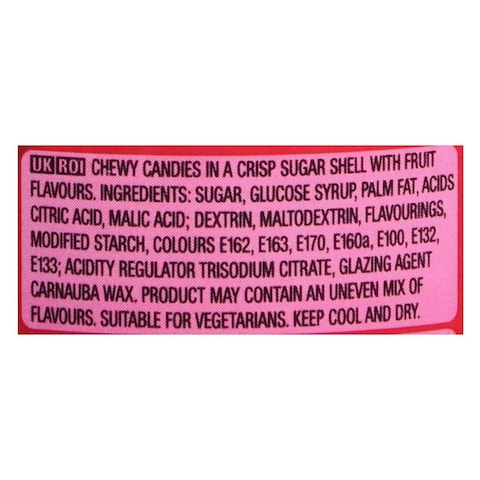 UK ROI CHEWY CANDIES IN A CRISP SUGAR SHELL WITH FRUIT
FLAVOURS. INGREDIENTS: SUGAR, GLUCOSE SYRUP, PALM FAT, ACIDS
CITRIC ACID, MALIC ACID; DEXTRIN, MALTODEXTRIN, FLAVOURINGS,
MODIFIED STARCH, COLOURS E162, E163, E170, E160a, E100, E132,
E133; ACIDITY REGULATOR TRISODIUM CITRATE, GLAZING AGENT
CARNAUBA WAX. PRODUCT MAY CONTAIN AN UNEVEN MIX OF
FLAVOURS. SUITABLE FOR VEGETARIANS. KEEP COOL AND DRY.